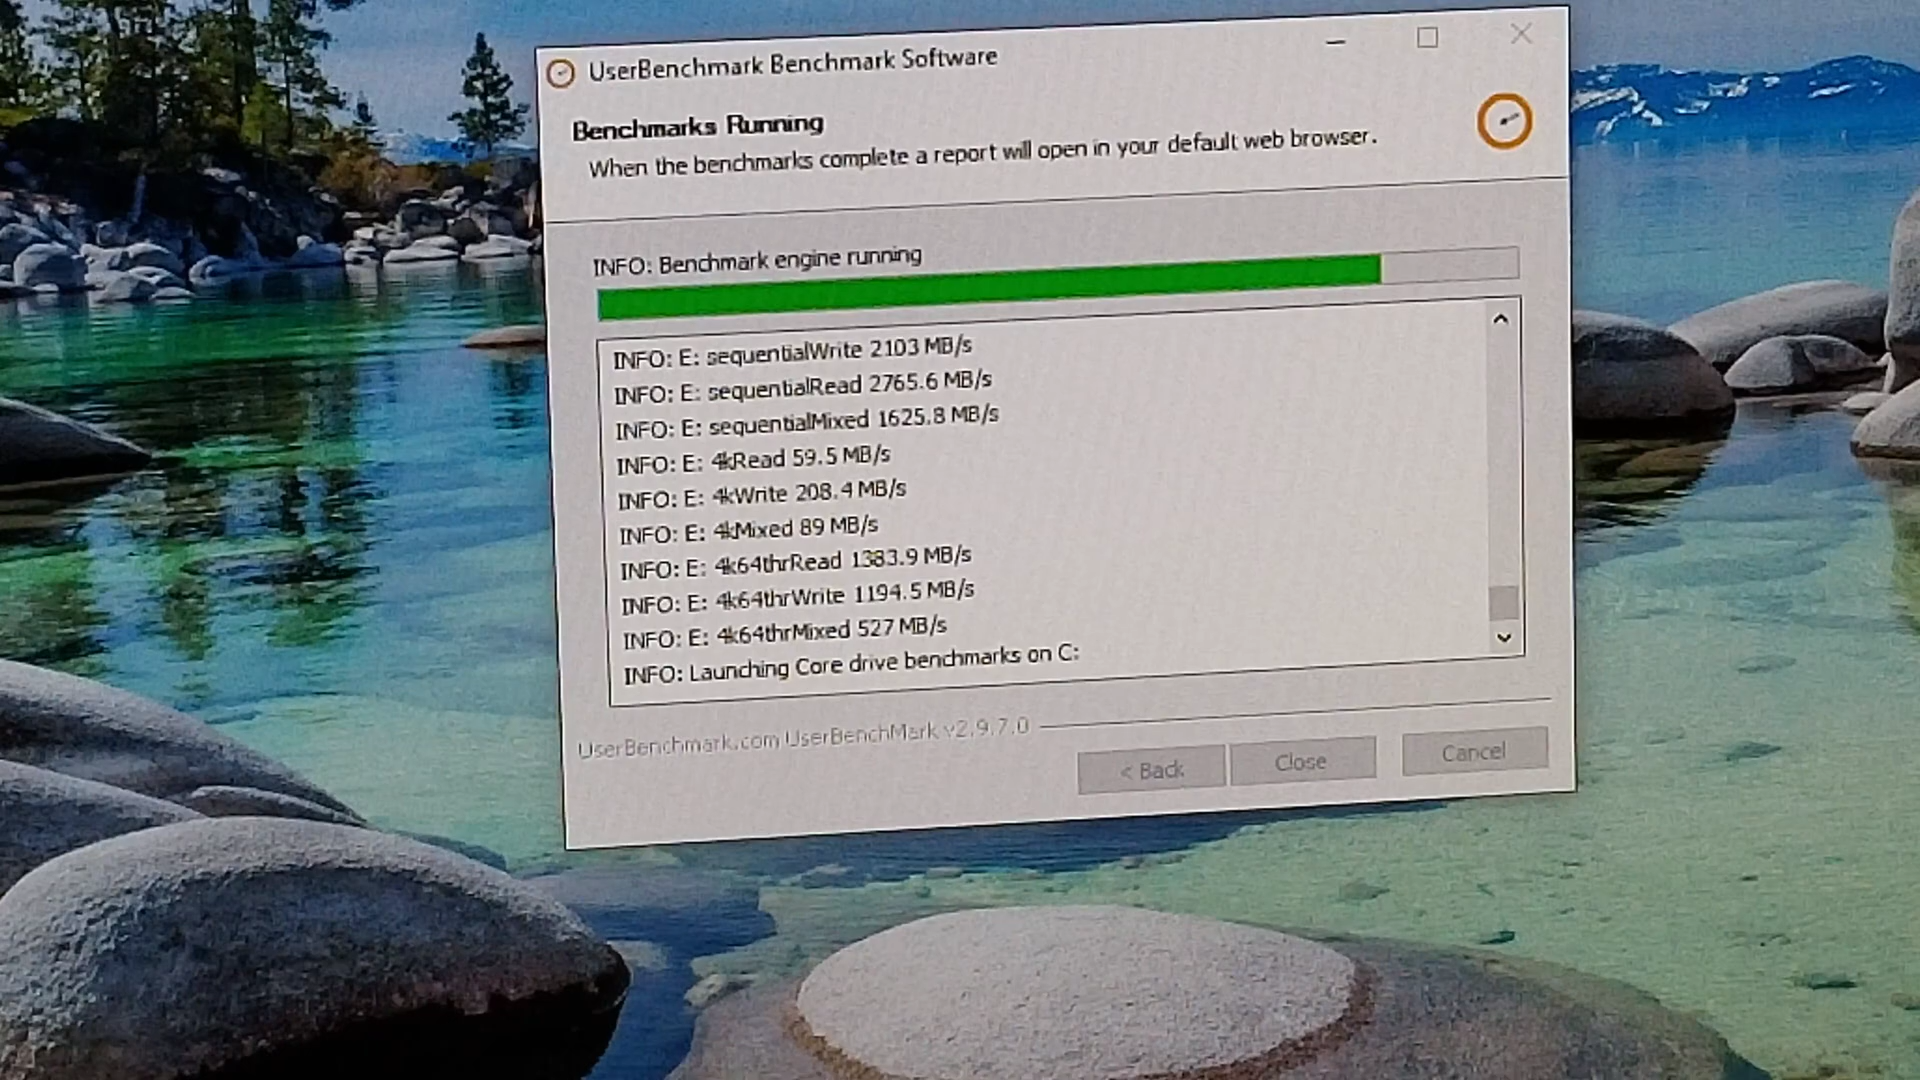 UserBenchmark Benchmark Software
Benchmarks Running
When the benchmarks complete a report will open in your default web browser.
INFO: Benchmark engine running
INFO: E: sequentialWrite 2103 MB/s
INFO: E: sequentialRead 2765.6 MB/s
INFO: E: sequentialMixed 1625.8 MB/s
INFO: E: 4kRead 59.5 MB/s
INFO: E: 4kWrite 208.4 MB/s
INFO: E: 4kMixed 89 MB/s
INFO: E: 4k64thrRead 1383.9 MB/s
INFO: E: 4k64thrWrite 1194.5 MB/s
INFO: E: 4k64thrMixed 527 MB/s
INFO: Launching Core drive benchmarks on C:
UserBenchmark.com UserBenchMark v2.9.7.0
< Back Close Cancel